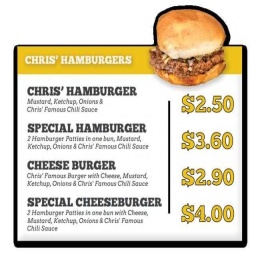 CHRIS' HAMBURGERS
CHRIS' HAMBURGER
Mustard, Ketchup, Onions &
Chris' Famous Chili Sauce
$2.50
SPECIAL HAMBURGER
2 Hamburger Patties in one bun, Mustard,
Ketchup, Onions & Chris' Famous Chili Sauce
$3.60
CHEESE BURGER
Chris' Famous Burger with Cheese, Mustard,
Ketchup, Onions & Chris' Famous Chili Sauce
$2.90
SPECIAL CHEESEBURGER
2 Hamburger Patties in one bun with Cheese,
Mustard, Ketchup, Onions & Chris' Famous
Chili Sauce
$4.00